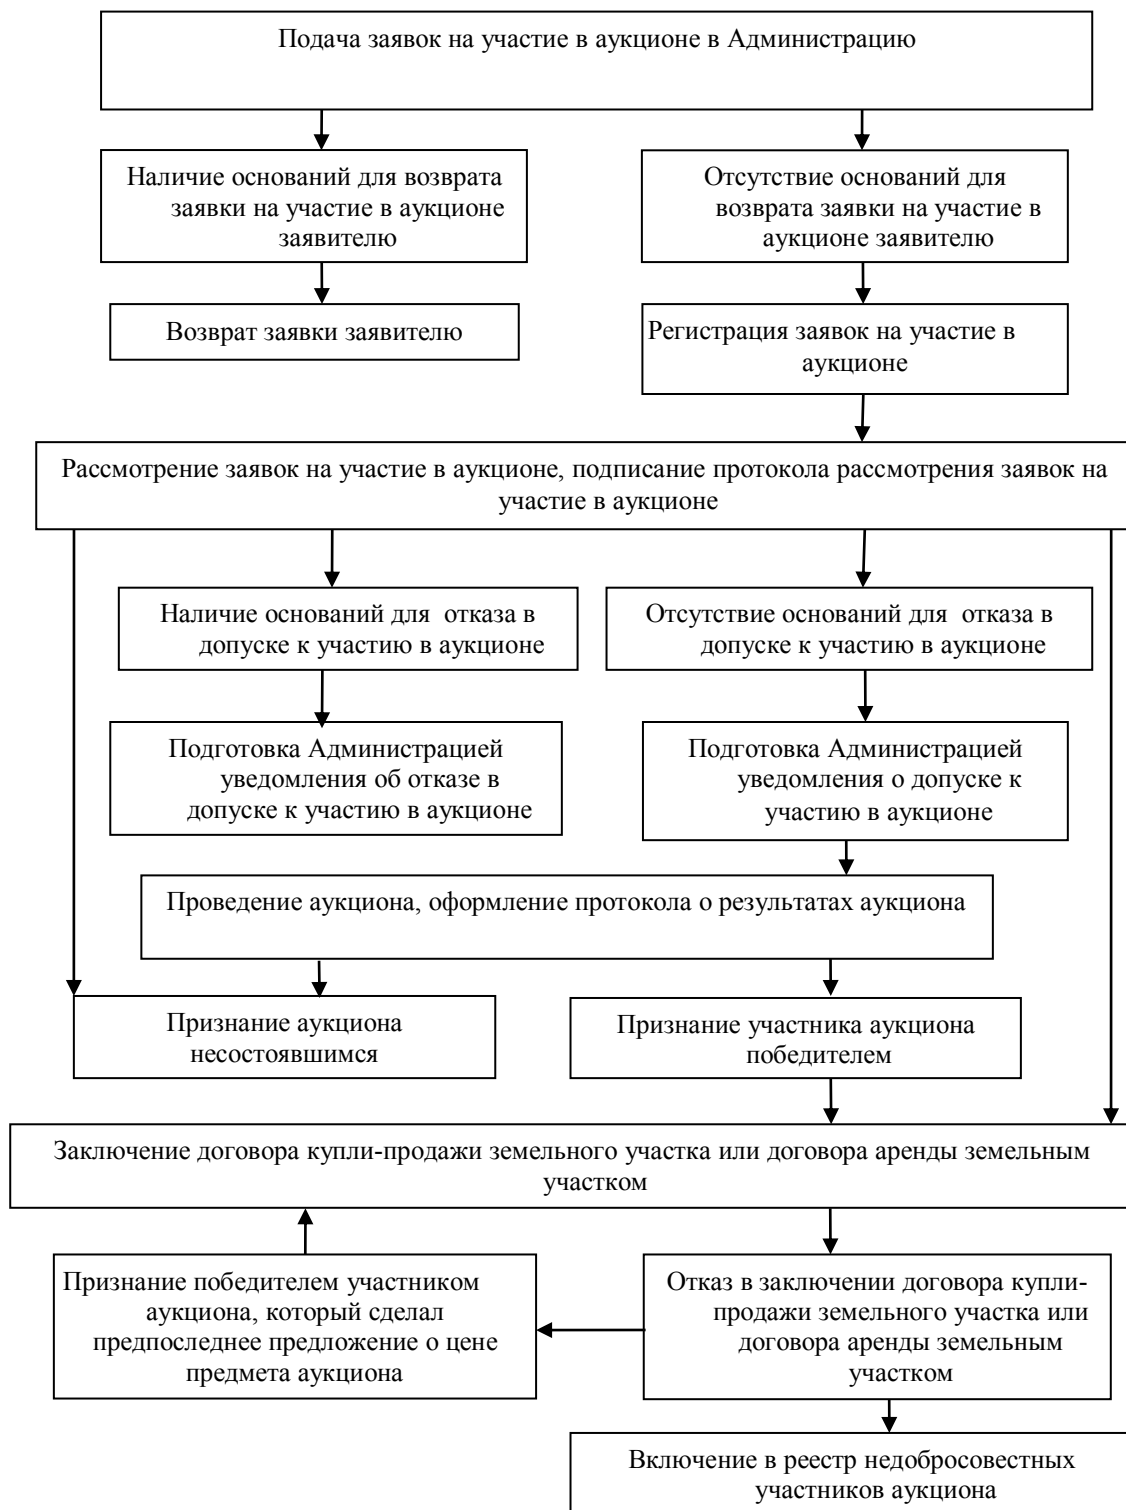 Подача заявок на участие в аукционе в Администрацию
Наличие оснований для возврата
заявки на участие в аукционе
заявителю
Отсутствие оснований для
возврата заявки на участие в
аукционе заявителю
Возврат заявки заявителю
Регистрация заявок на участие в
аукционе
Рассмотрение заявок на участие в аукционе, подписание протокола рассмотрения заявок на
участие в аукционе
Наличие оснований для отказа в
допуске к участию в аукционе
Отсутствие оснований для отказа в
допуске к участию в аукционе
Подготовка Администрацией
уведомления об отказе в
допуске к участию в аукционе
Подготовка Администрацией
уведомления о допуске к
участию в аукционе
Проведение аукциона, оформление протокола о результатах аукциона
Признание аукциона
несостоявшимся
Признание участника аукциона
победителем
Заключение договора купли-продажи земельного участка или договора аренды земельным
участком
Признание победителем участником
аукциона, который сделал
предпоследнее предложение о цене
предмета аукциона
Отказ в заключении договора купли-
продажи земельного участка или
договора аренды земельным
участком
Включение в реестр недобросовестных
участников аукциона